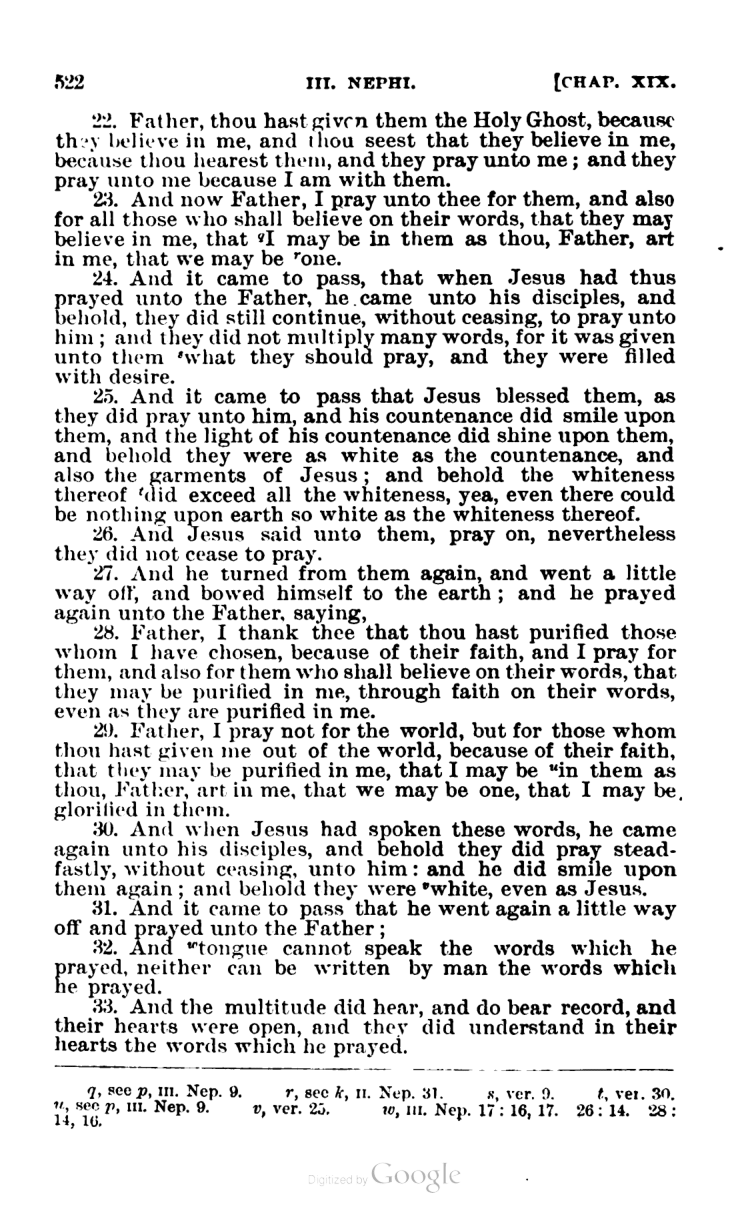 522 III. NEPHI. [CHAP. XIX.
22. Father, thou hast given them the Holy Ghost, because
they believe in me, and thou seest that they believe in me,
because thou hearest them, and they pray unto me; and they
pray unto me because I am with them.
23. And now Father, I pray unto thee for them, and also
for all those who shall believe on their words, that they may
believe in me, that qI may be in them as thou, Father, art
in me, that we may be rone.
24. And it came to pass, that when Jesus had thus
prayed unto the Father, he came unto his disciples, and
behold, they did still continue, without ceasing, to pray unto
him; and they did not multiply many words, for it was given
unto them swhat they should pray, and they were filled
with desire.
25. And it came to pass that Jesus blessed them, as
they did pray unto him, and his countenance did smile upon
them, and the light of his countenance did shine upon them,
and behold they were as white as the countenance, and
also the garments of Jesus; and behold the whiteness
thereof tdid exceed all the whiteness, yea, even there could
be nothing upon earth so white as the whiteness thereof.
26. And Jesus said unto them, pray on, nevertheless
they did not cease to pray.
27. And he turned from them again, and went a little
way off, and bowed himself to the earth; and he prayed
again unto the Father, saying,
28. Father, I thank thee that thou hast purified those
whom I have chosen, because of their faith, and I pray for
them, and also for them who shall believe on their words, that
they may be purified in me, through faith on their words,
even as they are purified in me.
29. Father, I pray not for the world, but for those whom
thou hast given me out of the world, because of their faith,
that they may be purified in me, that I may be uin them as
thou, Father, art in me, that we may be one, that I may be
glorified in them.
30. And when Jesus had spoken these words, he came
again unto his disciples, and behold they did pray stead-
fastly, without ceasing, unto him: and he did smile upon
them again; and behold they were vwhite, even as Jesus.
31. And it came to pass that he went again a little way
off and prayed unto the Father;
32. And wtongue cannot speak the words which he
prayed, neither can be written by man the words which
he prayed.
33. And the multitude did hear, and do bear record, and
their hearts were open, and they did understand in their
hearts the words which he prayed.
q, see p, III. Nep. 9. r, see k, II. Nep. 31. s, ver. 9. t, ver. 30.
u, see p, III. Nep. 9. v, ver. 25. w, III. Nep. 17: 16, 17. 26: 14. 28:
14, 16.
Digitized by Google